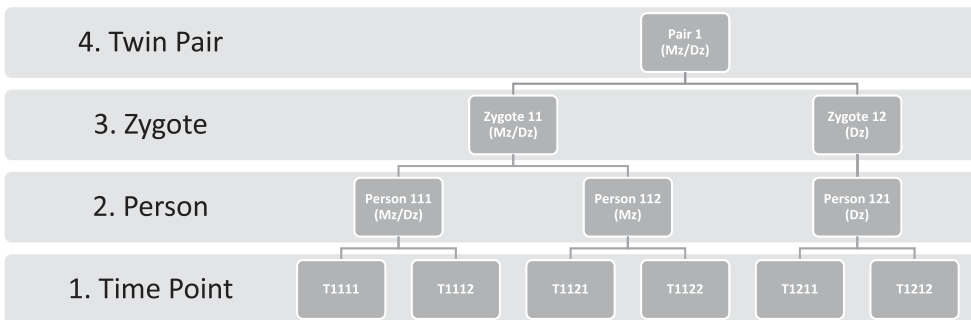 4. Twin Pair
Pair 1
(Mz/Dz)
3. Zygote
Zygote 11
(Mz/Dz)
Zygote 12
(Dz)
2. Person
Person 111
(Mz/Dz)
Person 112
(Mz)
Person 121
(Dz)
1. Time Point
T1111
T1112
T1121
T1122
T1211
T1212